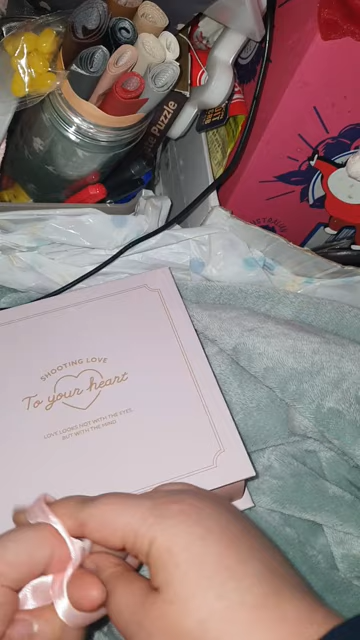 Puzzle
SHOOTING LOVE
To your heart
LOVE LOOKS NOT WITH THE EYES
BUT WITH THE MIND